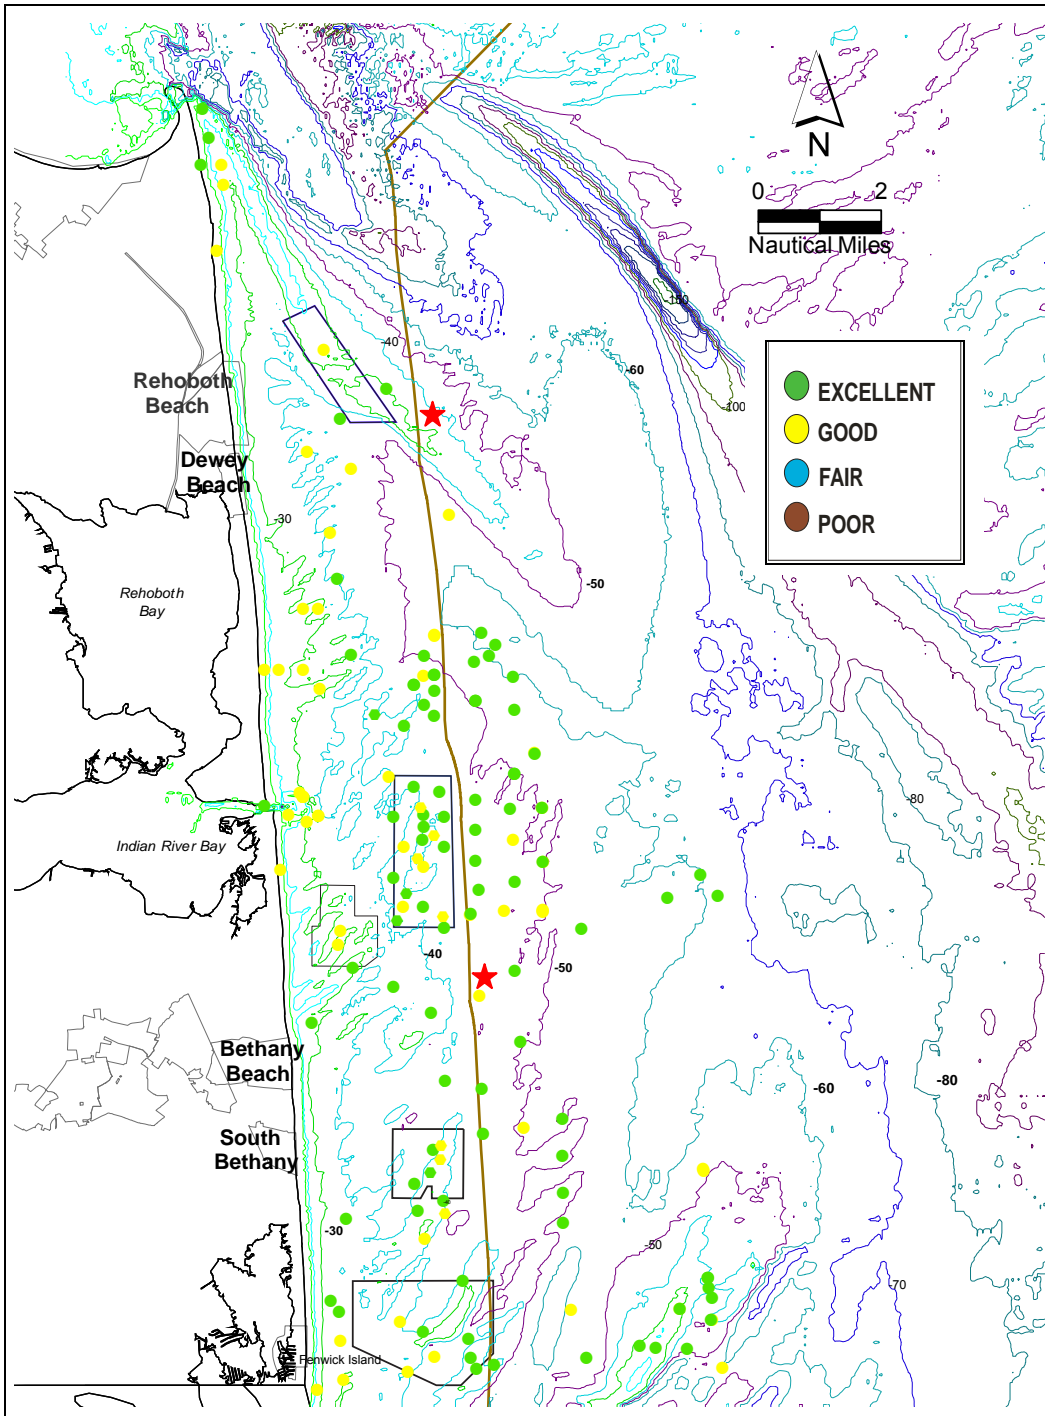 N
0 2
Nautical Miles
-150
-40
-60
-100
EXCELLENT
GOOD
FAIR
POOR
Rehoboth
Beach
Dewey
Beach
-30
Rehoboth
Bay
-50
-80
Indian River Bay
-40
-50
Bethany
Beach
-60
-80
South
Bethany
-30
-50
-70
Fenwick Island